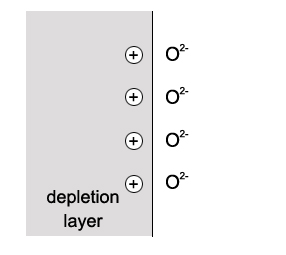 + O²⁻
+ O²⁻
+ O²⁻
+ O²⁻
depletion
layer